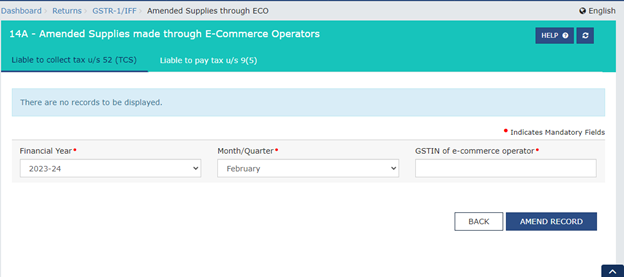 Dashboard > Returns > GSTR-1/IFF > Amended Supplies through ECO
English
14A - Amended Supplies made through E-Commerce Operators
HELP ?
Liable to collect tax u/s 52 (TCS)
Liable to pay tax u/s 9(5)
There are no records to be displayed.
• Indicates Mandatory Fields
Financial Year•
Month/Quarter•
GSTIN of e-commerce operator•
2023-24
February
BACK
AMEND RECORD